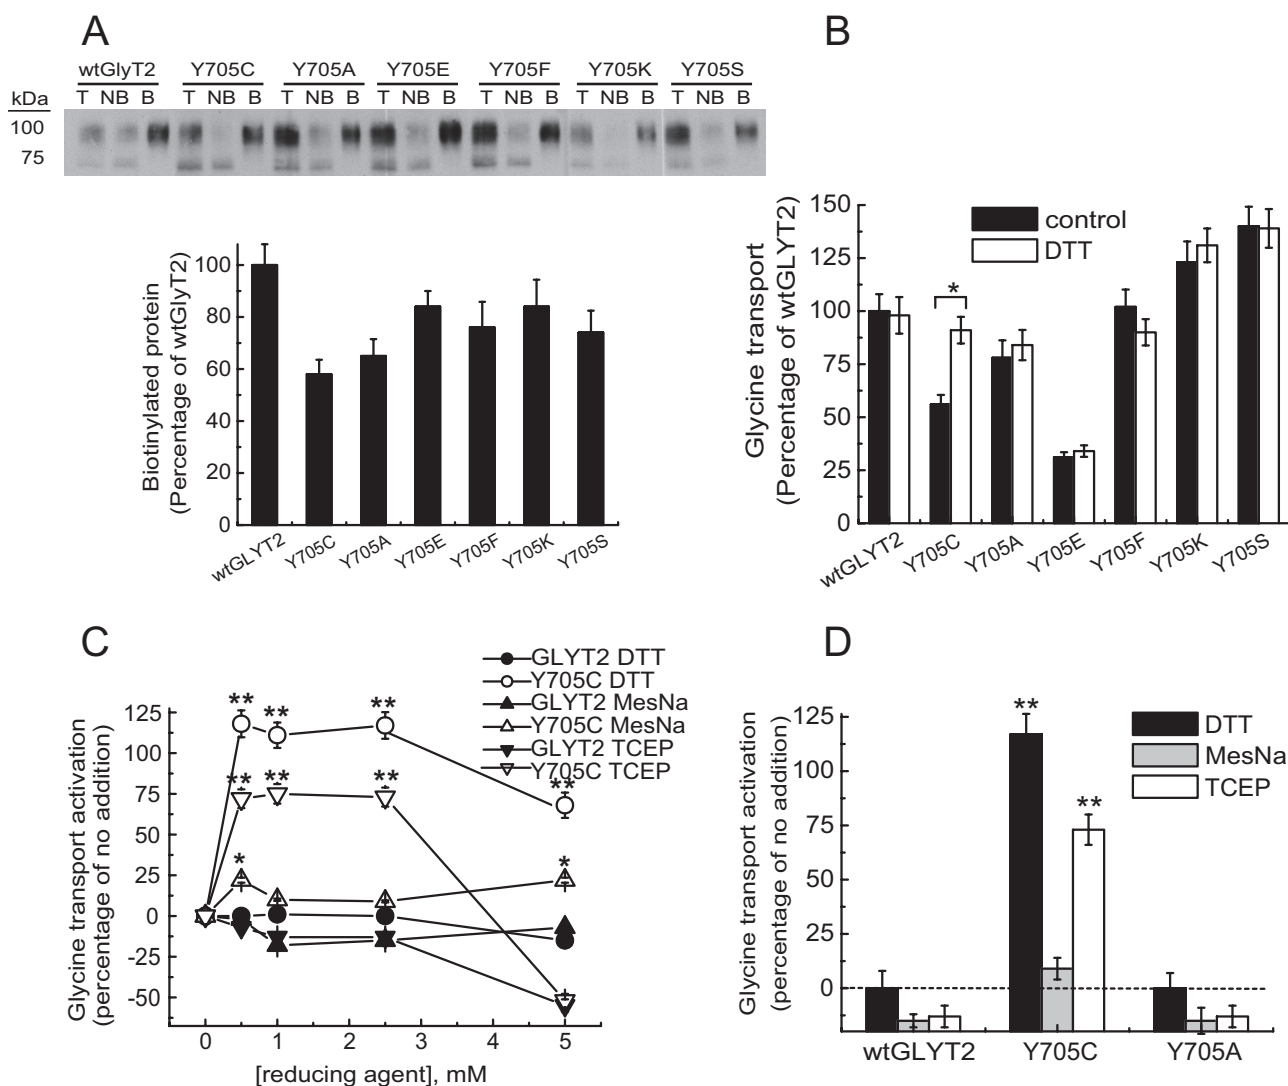 A
wtGlyT2 Y705C Y705A Y705E Y705F Y705K Y705S
kDa T NB B T NB B T NB B T NB B T NB B T NB B T NB B
100
75
Biotinylated protein
(Percentage of wtGlyT2)
100
80
60
40
20
0
wtGLYT2 Y705C Y705A Y705E Y705F Y705K Y705S
B
Glycine transport
(Percentage of wtGLYT2)
150
125
100
75
50
25
0
control
DTT
*
wtGLYT2 Y705C Y705A Y705E Y705F Y705K Y705S
C
GLYT2 DTT
Y705C DTT
GLYT2 MesNa
Y705C MesNa
GLYT2 TCEP
Y705C TCEP
Glycine transport activation
(percentage of no addition)
125
100
75
50
25
0
-25
-50
** ** ** **
** ** **
* *
0 1 2 3 4 5
[reducing agent], mM
D
Glycine transport activation
(percentage of no addition)
125
100
75
50
25
0
DTT
MesNa
TCEP
**
**
wtGLYT2 Y705C Y705A